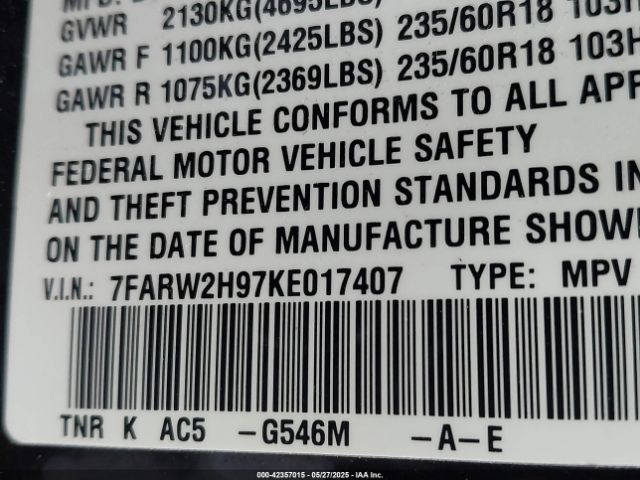 GVWR 2130KG(4695LBS)
GAWR F 1100KG(2425LBS) 235/60R18 103H
GAWR R 1075KG(2369LBS) 235/60R18 103H
THIS VEHICLE CONFORMS TO ALL
FEDERAL MOTOR VEHICLE SAFETY
AND THEFT PREVENTION STANDARDS IN
ON THE DATE OF MANUFACTURE
V.I.N.: 7FARW2H97KE017407 TYPE: MPV
TNR K AC5 -G546M -A-E
000-42357015 - 05/27/2025 - IAA Inc.